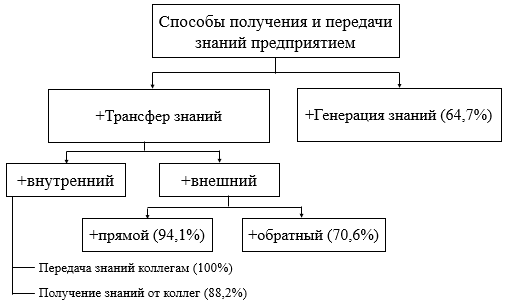 Способы получения и передачи
знаний предприятием
+Трансфер знаний
+Генерация знаний (64,7%)
+внутренний
+внешний
+прямой (94,1%)
+обратный (70,6%)
Передача знаний коллегам (100%)
Получение знаний от коллег (88,2%)